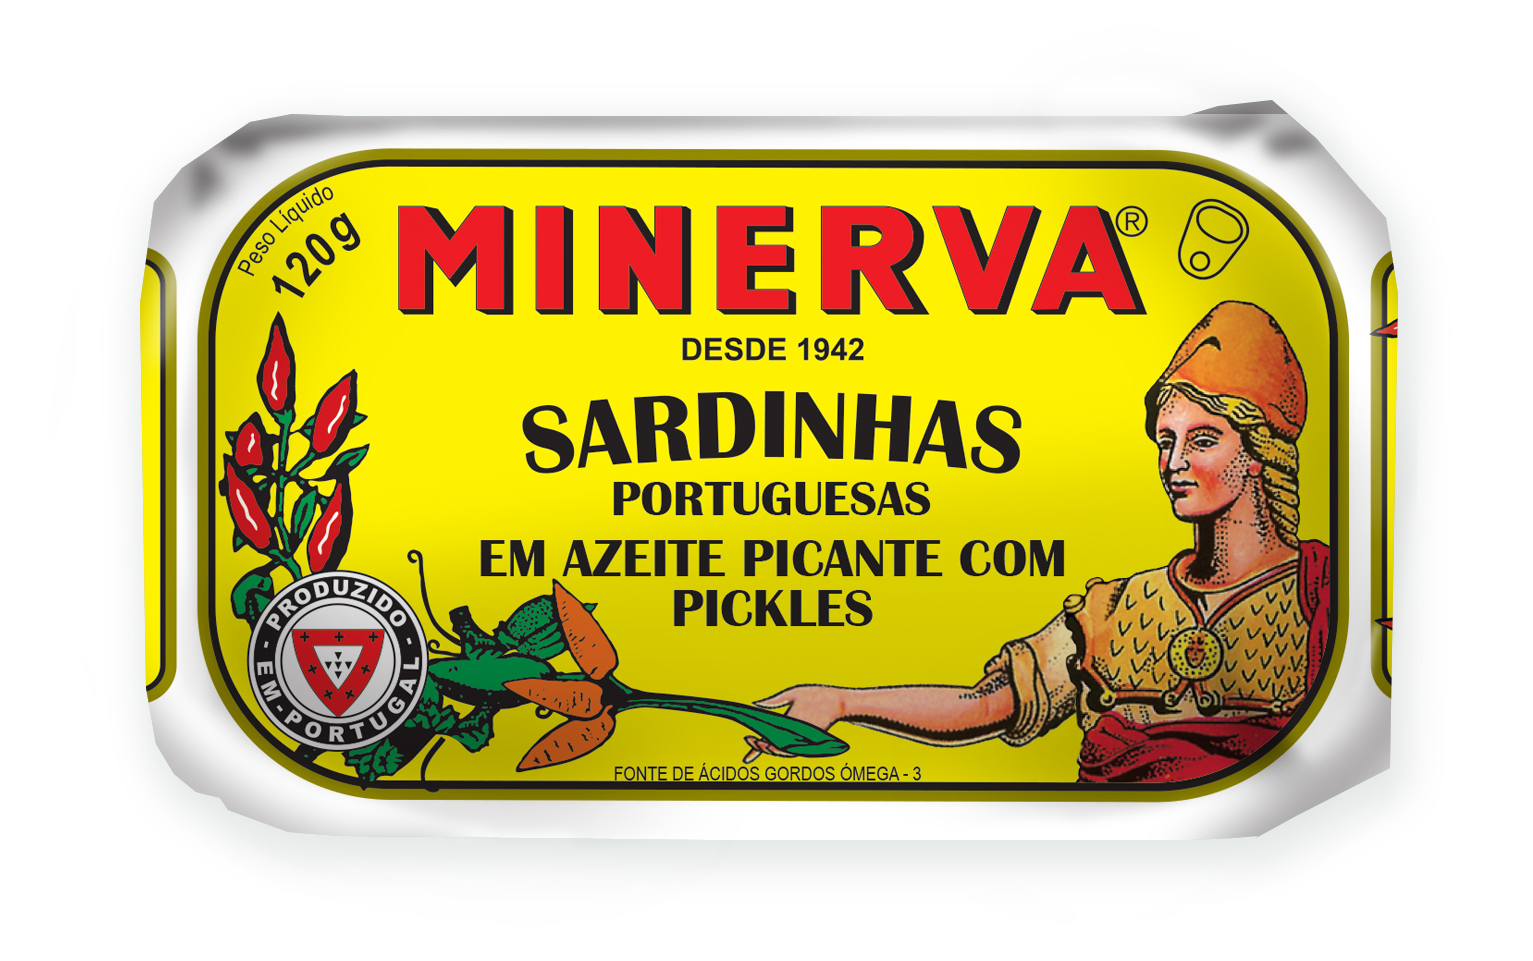 Peso Líquido
120 g
MINERVA®
DESDE 1942
SARDINHAS
PORTUGUESAS
EM AZEITE PICANTE COM
PICKLES
PRODUZIDO - EM-PORTUGAL -
FONTE DE ÁCIDOS GORDOS ÓMEGA - 3